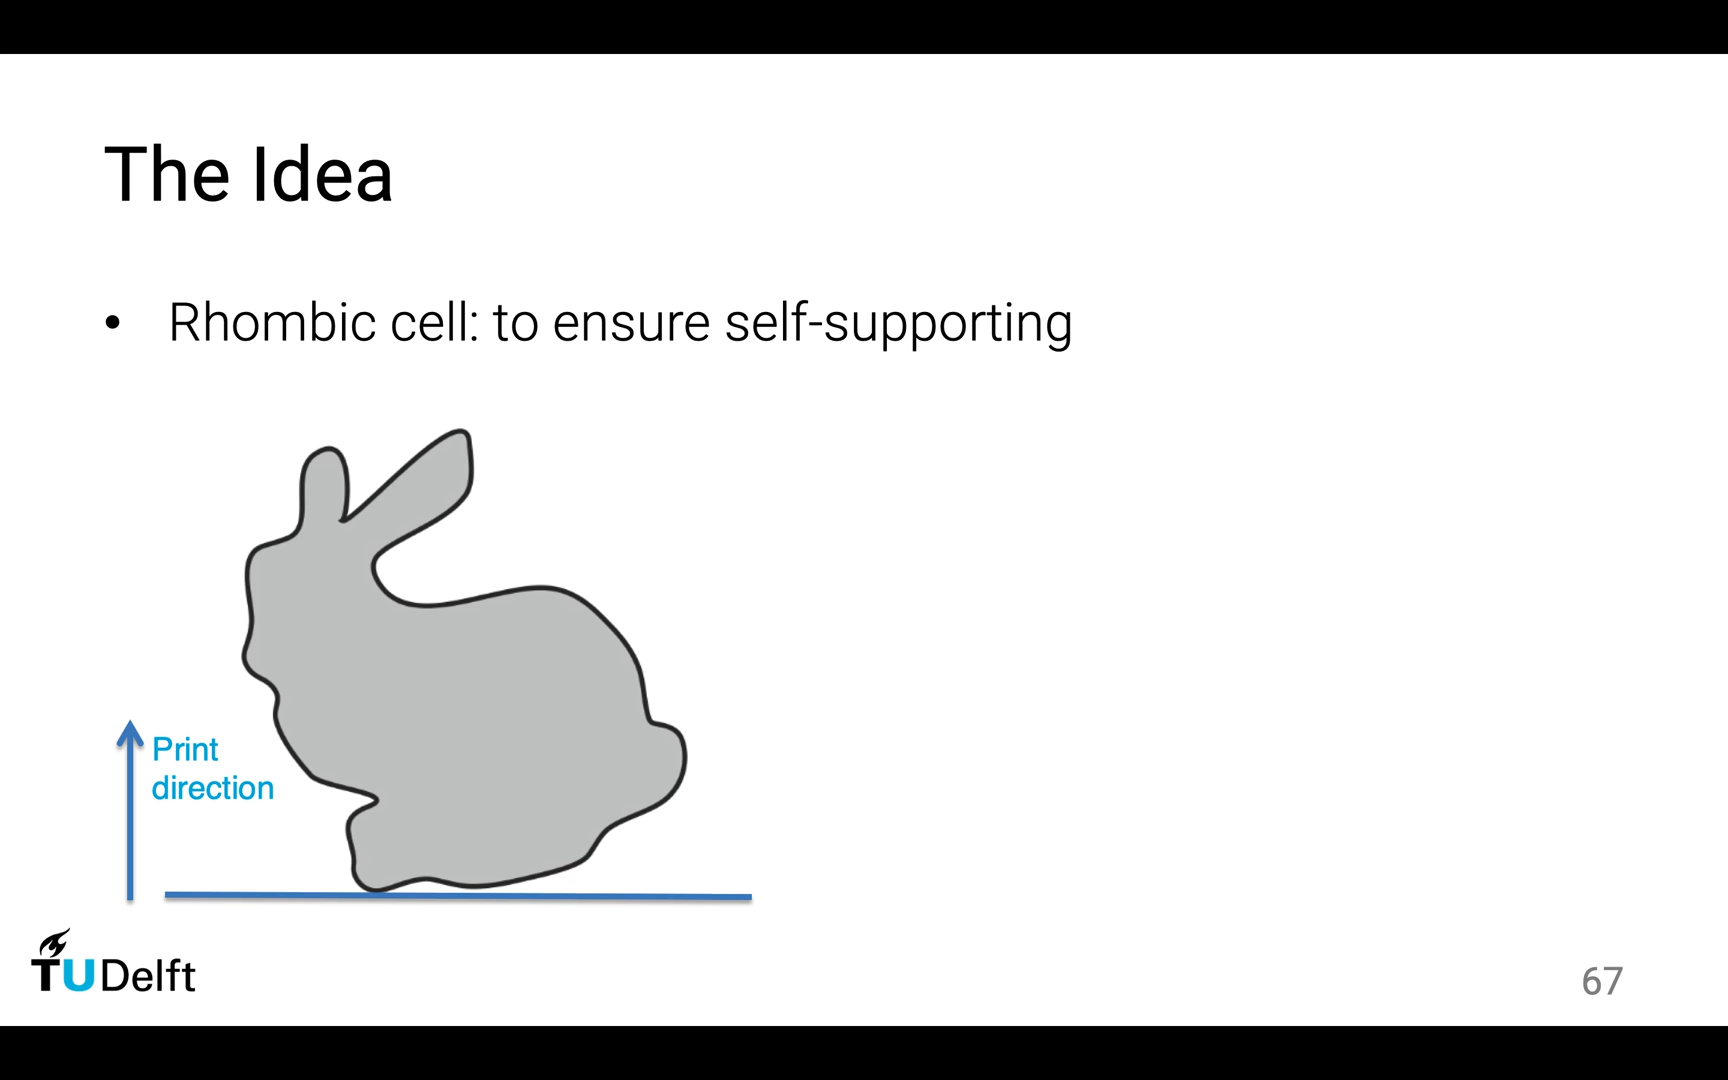 The Idea
• Rhombic cell: to ensure self-supporting
Print
direction
TUDelft
67